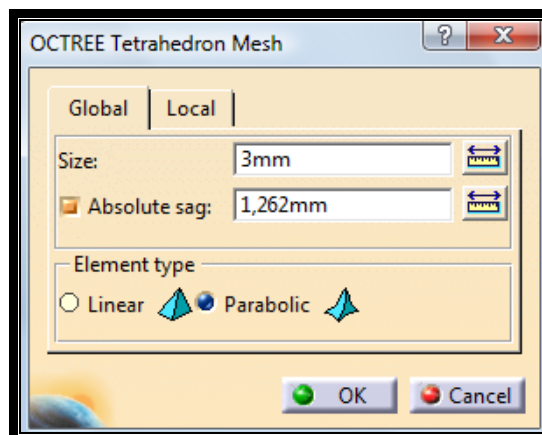 OCTREE Tetrahedron Mesh
Global Local
Size: 3mm
Absolute sag: 1,262mm
Element type
Linear Parabolic
OK Cancel